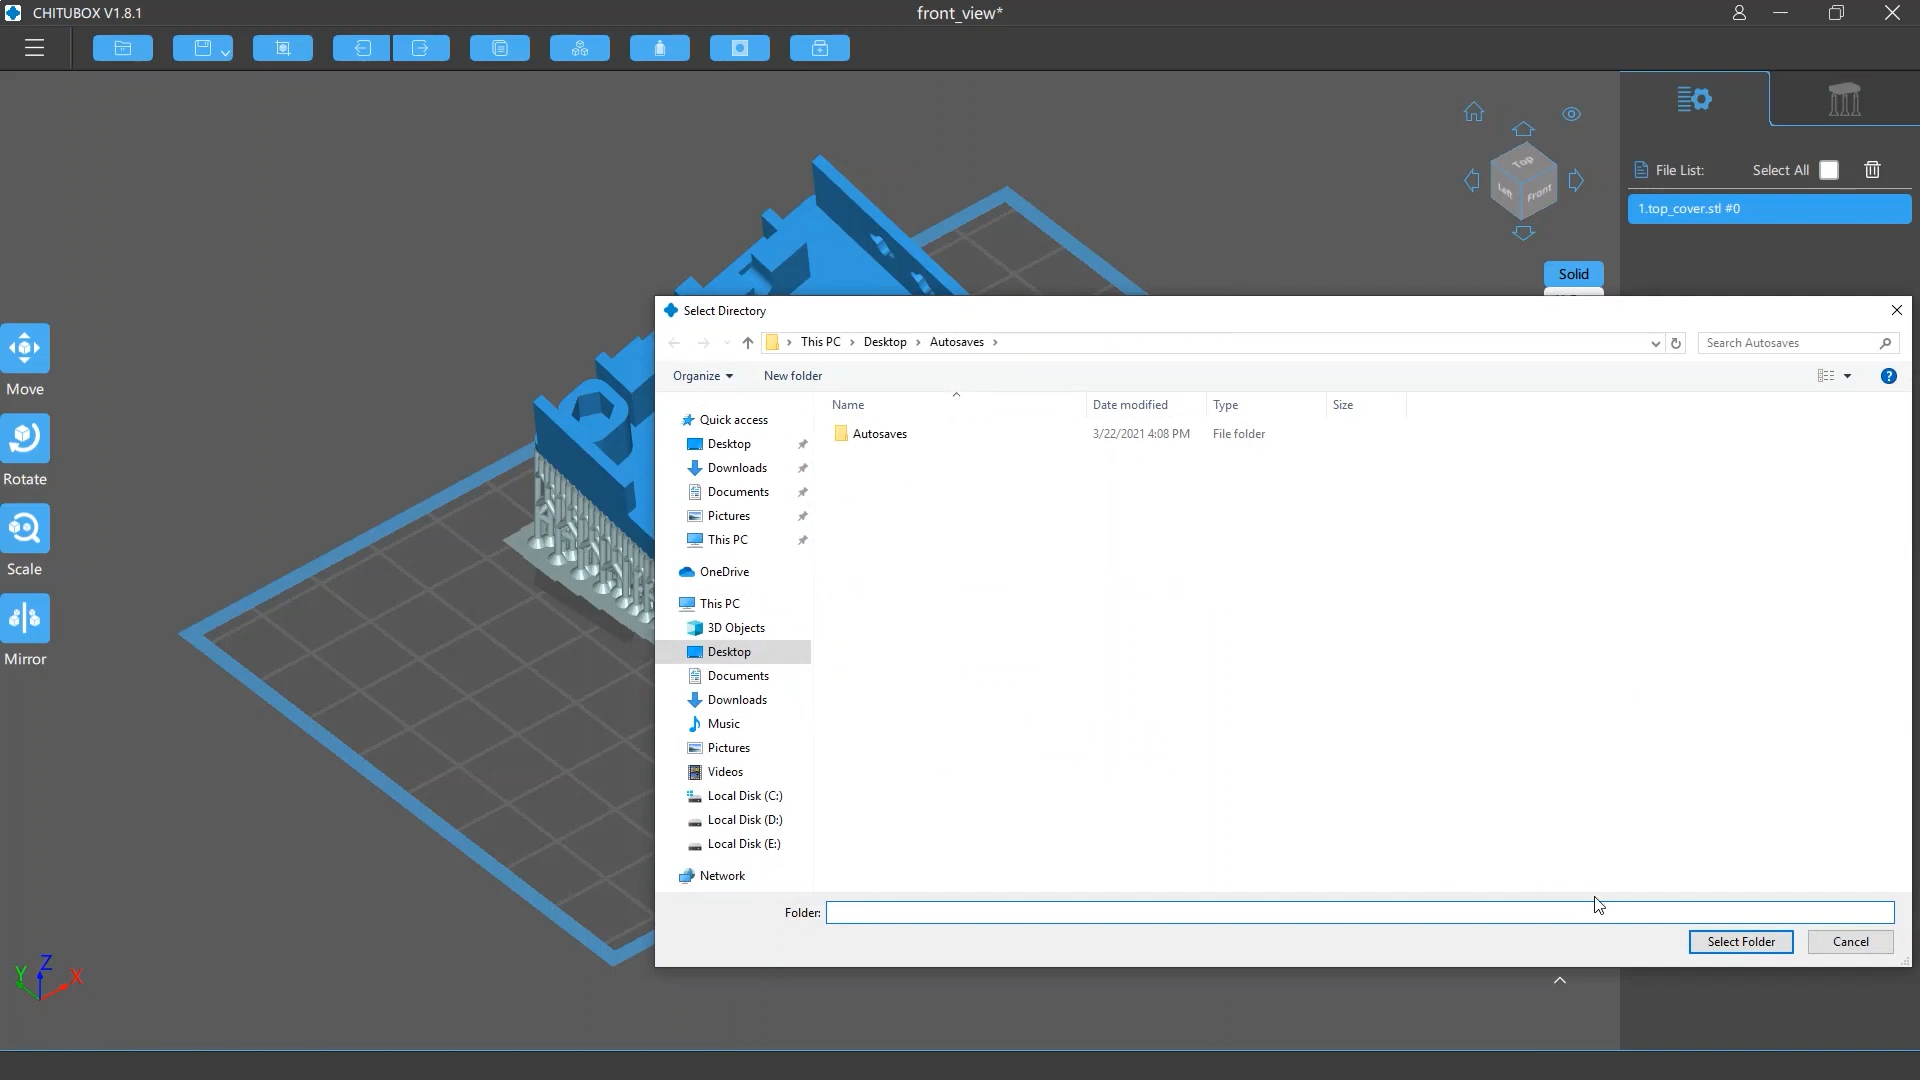 CHITUBOX V1.8.1
front_view*
File List:
Select All
1.top_cover.stl #0
Top
Left
Front
Solid
Move
Rotate
Scale
Mirror
Select Directory
This PC
Desktop
Autosaves
Search Autosaves
Organize
New folder
Name
Date modified
Type
Size
Autosaves
3/22/2021 4:08 PM
File folder
Quick access
Desktop
Downloads
Documents
Pictures
This PC
OneDrive
This PC
3D Objects
Desktop
Documents
Downloads
Music
Pictures
Videos
Local Disk (C:)
Local Disk (D:)
Local Disk (E:)
Network
Folder:
Select Folder
Cancel
Z
Y
X